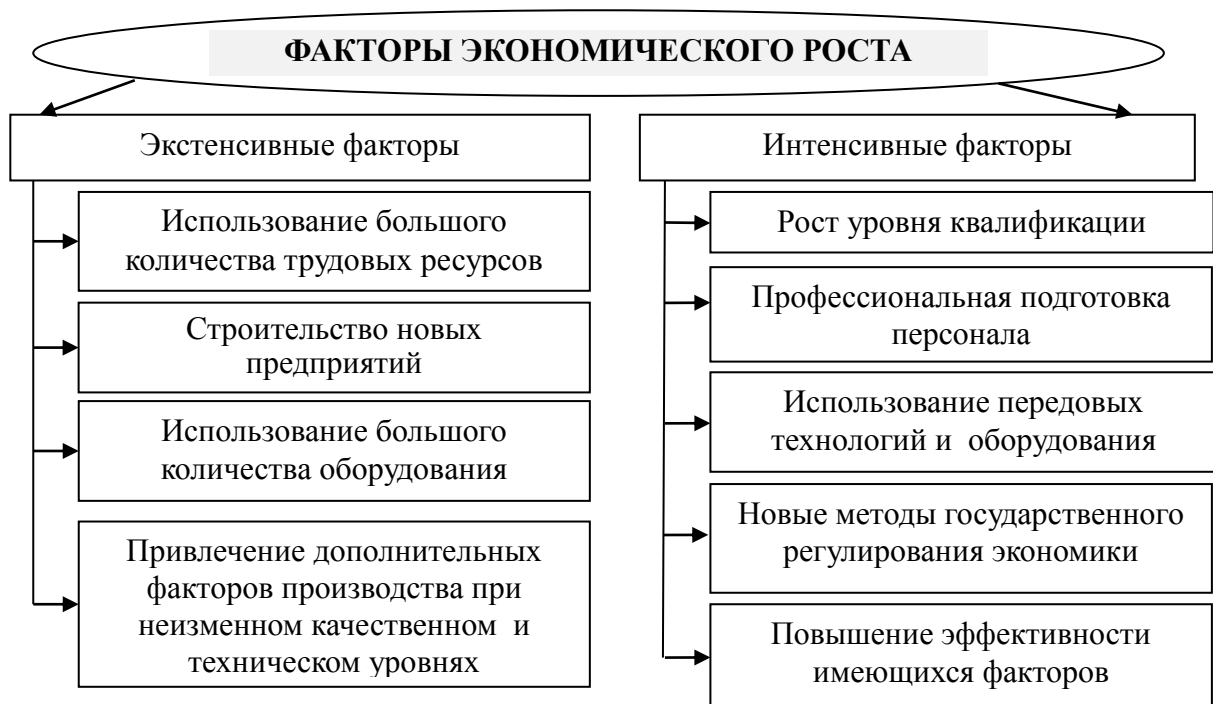 ФАКТОРЫ ЭКОНОМИЧЕСКОГО РОСТА
Экстенсивные факторы
Использование большого
количества трудовых ресурсов
Строительство новых
предприятий
Использование большого
количества оборудования
Привлечение дополнительных
факторов производства при
неизменном качественном и
техническом уровнях
Интенсивные факторы
Рост уровня квалификации
Профессиональная подготовка
персонала
Использование передовых
технологий и оборудования
Новые методы государственного
регулирования экономики
Повышение эффективности
имеющихся факторов